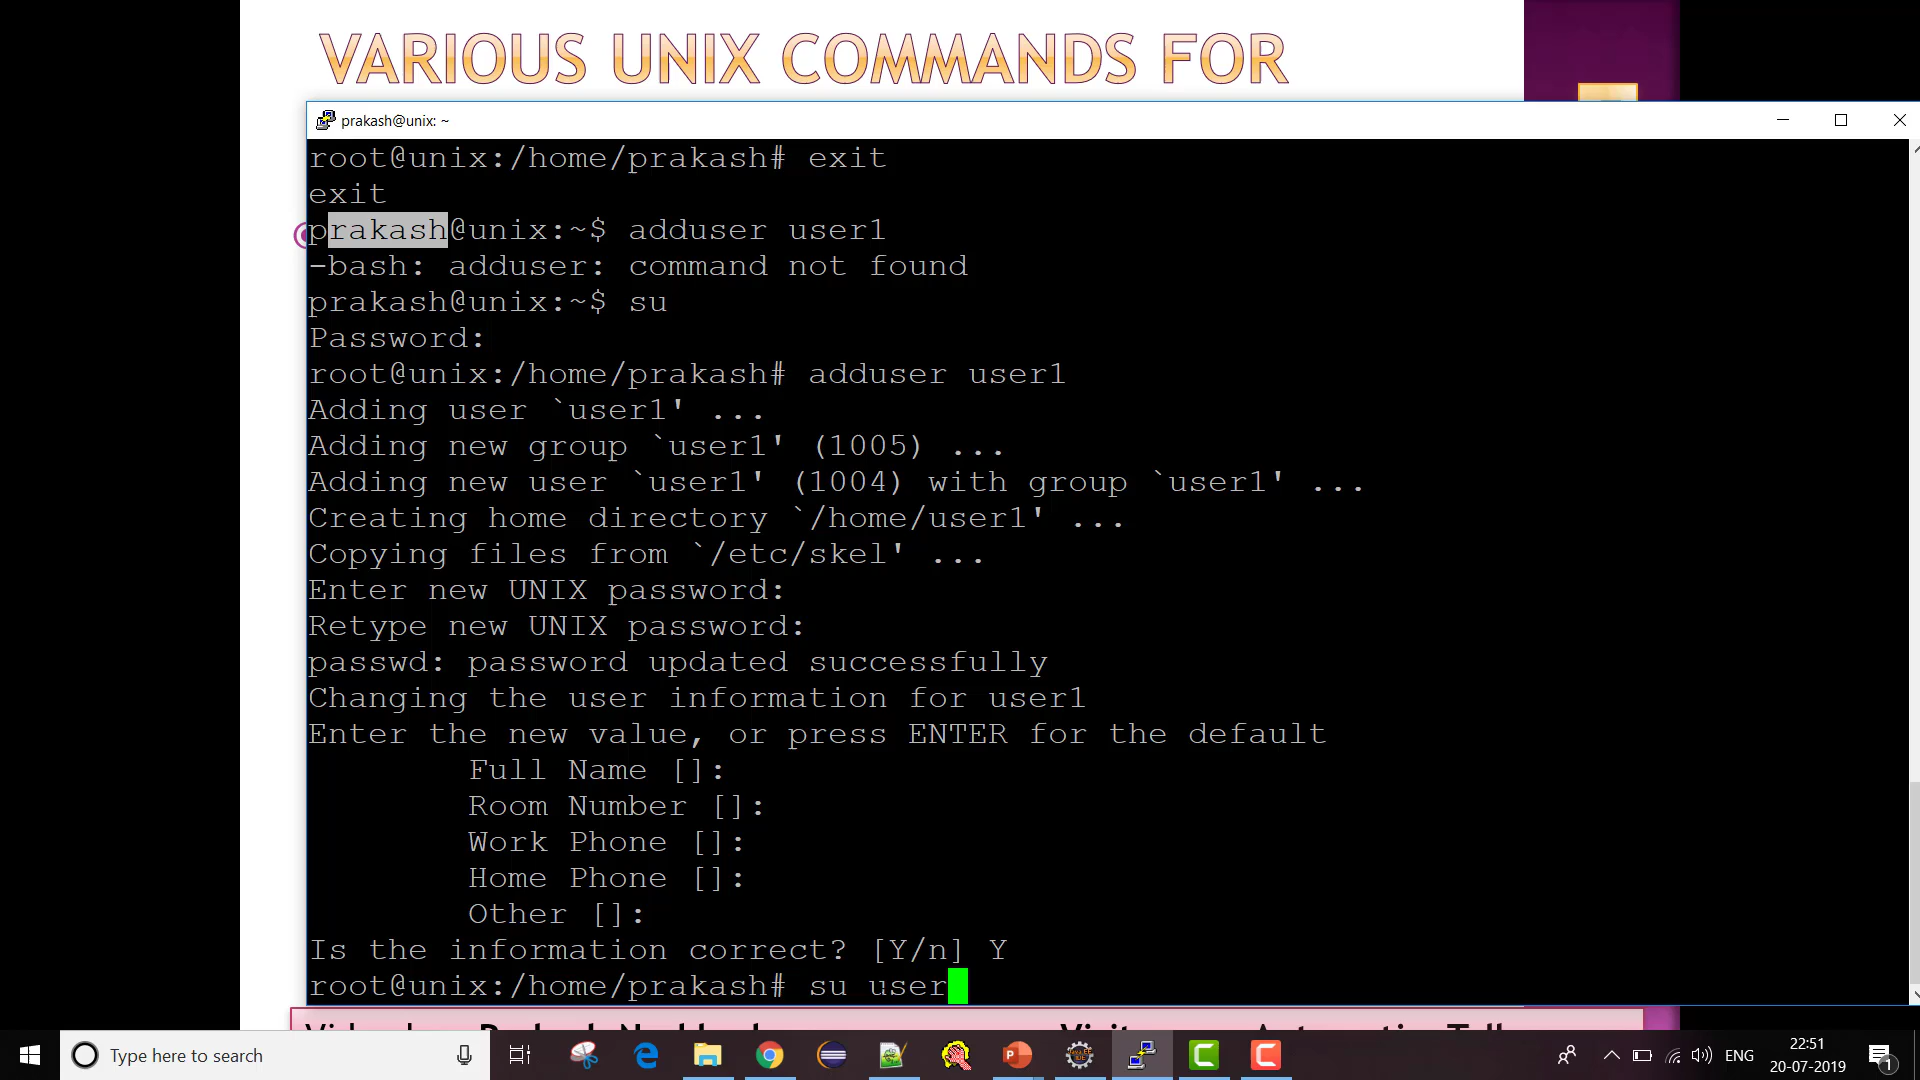 VARIOUS UNIX COMMANDS FOR
prakash@unix: ~
root@unix:/home/prakash# exit
exit
prakash@unix:~$ adduser user1
-bash: adduser: command not found
prakash@unix:~$ su
Password:
root@unix:/home/prakash# adduser user1
Adding user `user1' ...
Adding new group `user1' (1005) ...
Adding new user `user1' (1004) with group `user1' ...
Creating home directory `/home/user1' ...
Copying files from `/etc/skel' ...
Enter new UNIX password:
Retype new UNIX password:
passwd: password updated successfully
Changing the user information for user1
Enter the new value, or press ENTER for the default
Full Name []:
Room Number []:
Work Phone []:
Home Phone []:
Other []:
Is the information correct? [Y/n] Y
root@unix:/home/prakash# su user
Type here to search
ENG
22:51
20-07-2019
1